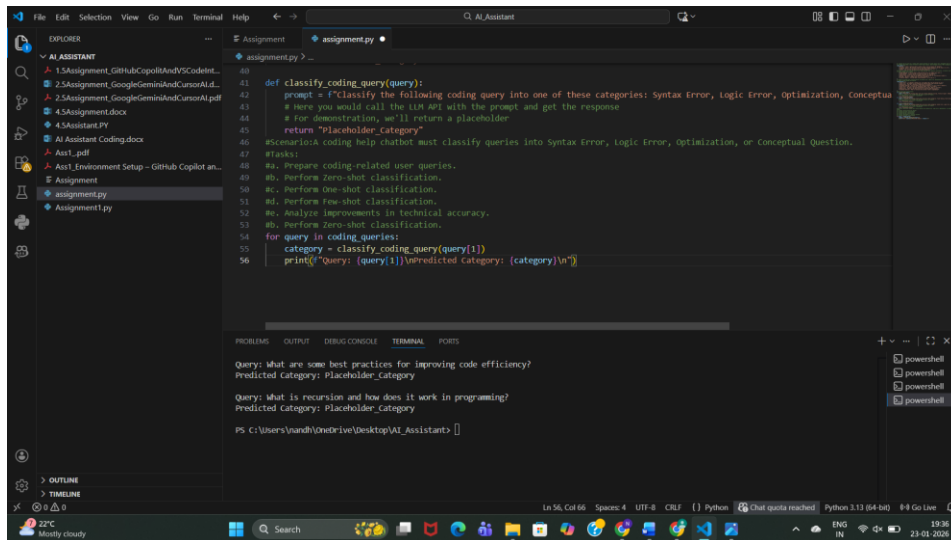 File Edit Selection View Go Run Terminal Help
AI_Assistant
EXPLORER
AI_ASSISTANT
1.5Assignment_GitHubCopolitAndVSCodeInt...
2.5Assignment_GoogleGeminiAndCursorAI.d...
2.5Assignment_GoogleGeminiAndCursorAI.pdf
4.5Assignment.docx
4.5Assistant.PY
AI Assistant Coding.docx
Ass1_.pdf
Ass1_Environment Setup – GitHub Copilot an...
Assignment
assignment.py
Assignment1.py
OUTLINE
TIMELINE
Assignment
assignment.py
assignment.py > ...
40
41 def classify_coding_query(query):
42 prompt = f"Classify the following coding query into one of these categories: Syntax Error, Logic Error, Optimization, Conceptua
43 # Here you would call the LLM API with the prompt and get the response
44 # For demonstration, we'll return a placeholder
45 return "Placeholder_Category"
46 #Scenario:A coding help chatbot must classify queries into Syntax Error, Logic Error, Optimization, or Conceptual Question.
47 #Tasks:
48 #a. Prepare coding-related user queries.
49 #b. Perform Zero-shot classification.
50 #c. Perform One-shot classification.
51 #d. Perform Few-shot classification.
52 #e. Analyze improvements in technical accuracy.
53 #b. Perform Zero-shot classification.
54 for query in coding_queries:
55 category = classify_coding_query(query[1])
56 print(f"Query: {query[1]}\nPredicted Category: {category}\n")
PROBLEMS OUTPUT DEBUG CONSOLE TERMINAL PORTS
Query: What are some best practices for improving code efficiency?
Predicted Category: Placeholder_Category
Query: What is recursion and how does it work in programming?
Predicted Category: Placeholder_Category
PS C:\Users\nandh\OneDrive\Desktop\AI_Assistant>
powershell
powershell
powershell
powershell
0 0 Ln 56, Col 66 Spaces: 4 UTF-8 CRLF {} Python Chat quota reached Python 3.13 (64-bit) Go Live
22°C
Mostly cloudy
Search
ENG
IN
19:36
23-01-2026